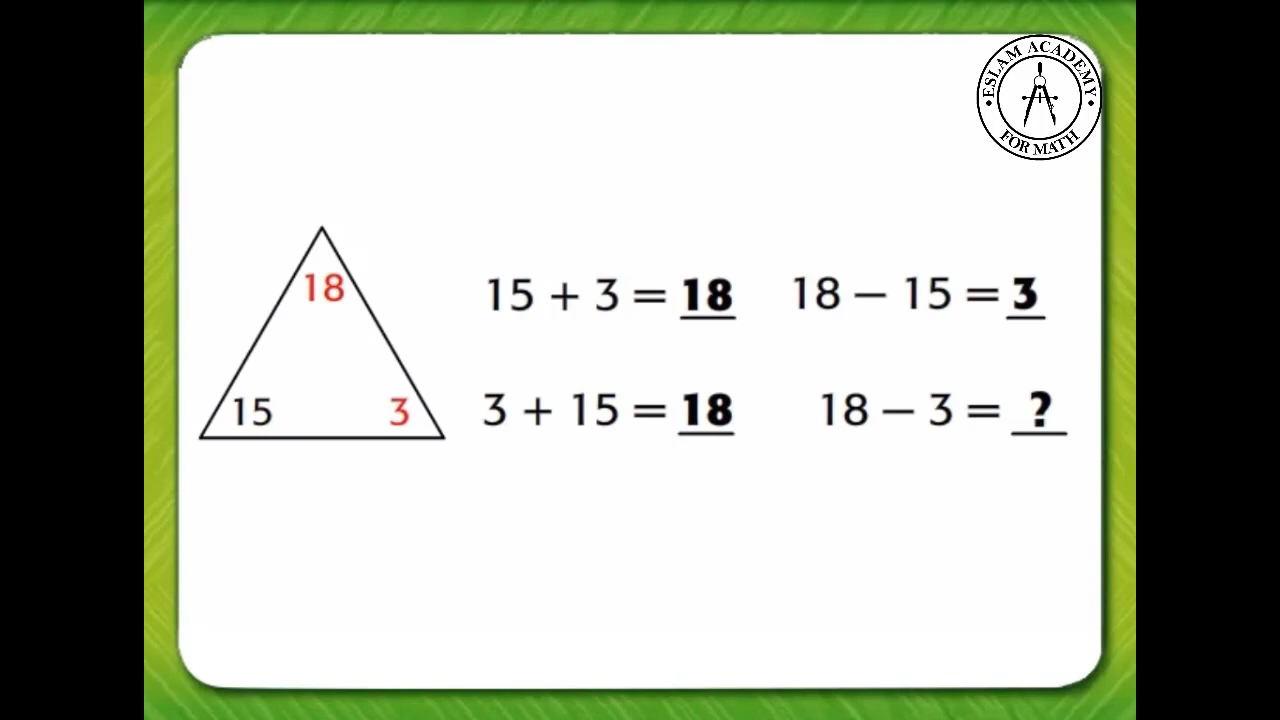 ESLAM ACADEMY
FOR MATH
18
15 + 3 = 18
18 − 15 = 3
15
3
3 + 15 = 18
18 − 3 = ?